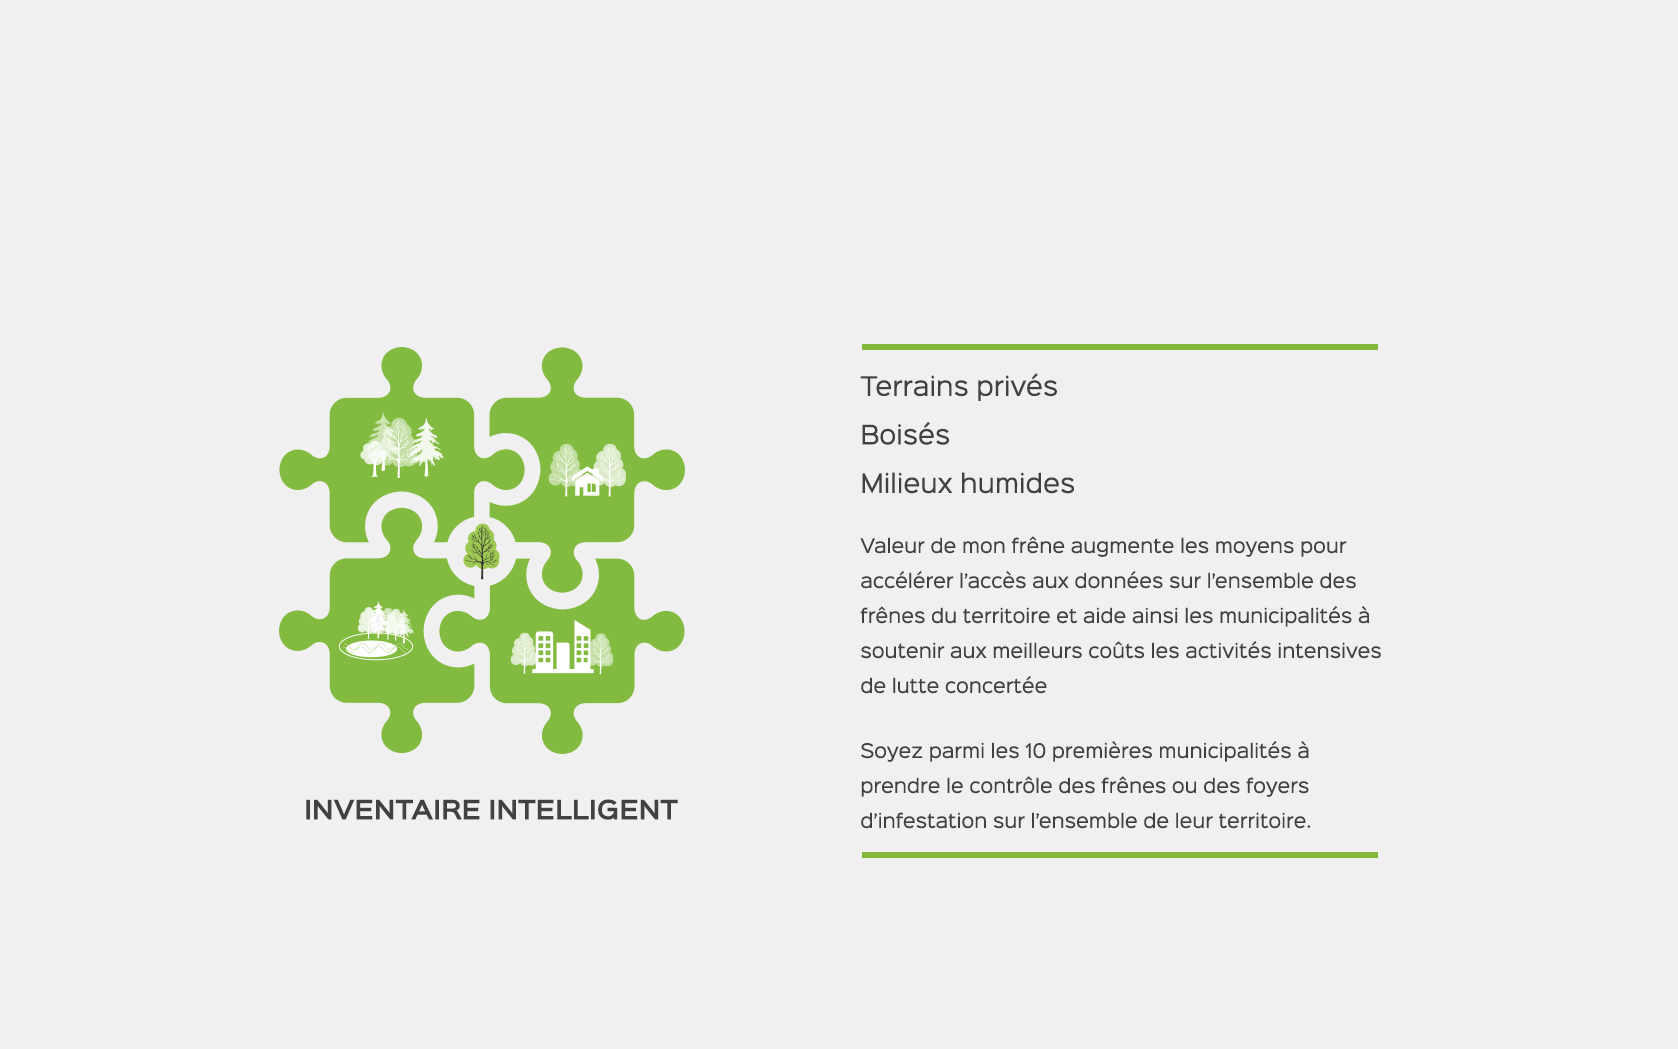 INVENTAIRE INTELLIGENT
Terrains privés
Boisés
Milieux humides
Valeur de mon frêne augmente les moyens pour
accélérer l’accès aux données sur l’ensemble des
frênes du territoire et aide ainsi les municipalités à
soutenir aux meilleurs coûts les activités intensives
de lutte concertée
Soyez parmi les 10 premières municipalités à
prendre le contrôle des frênes ou des foyers
d’infestation sur l’ensemble de leur territoire.